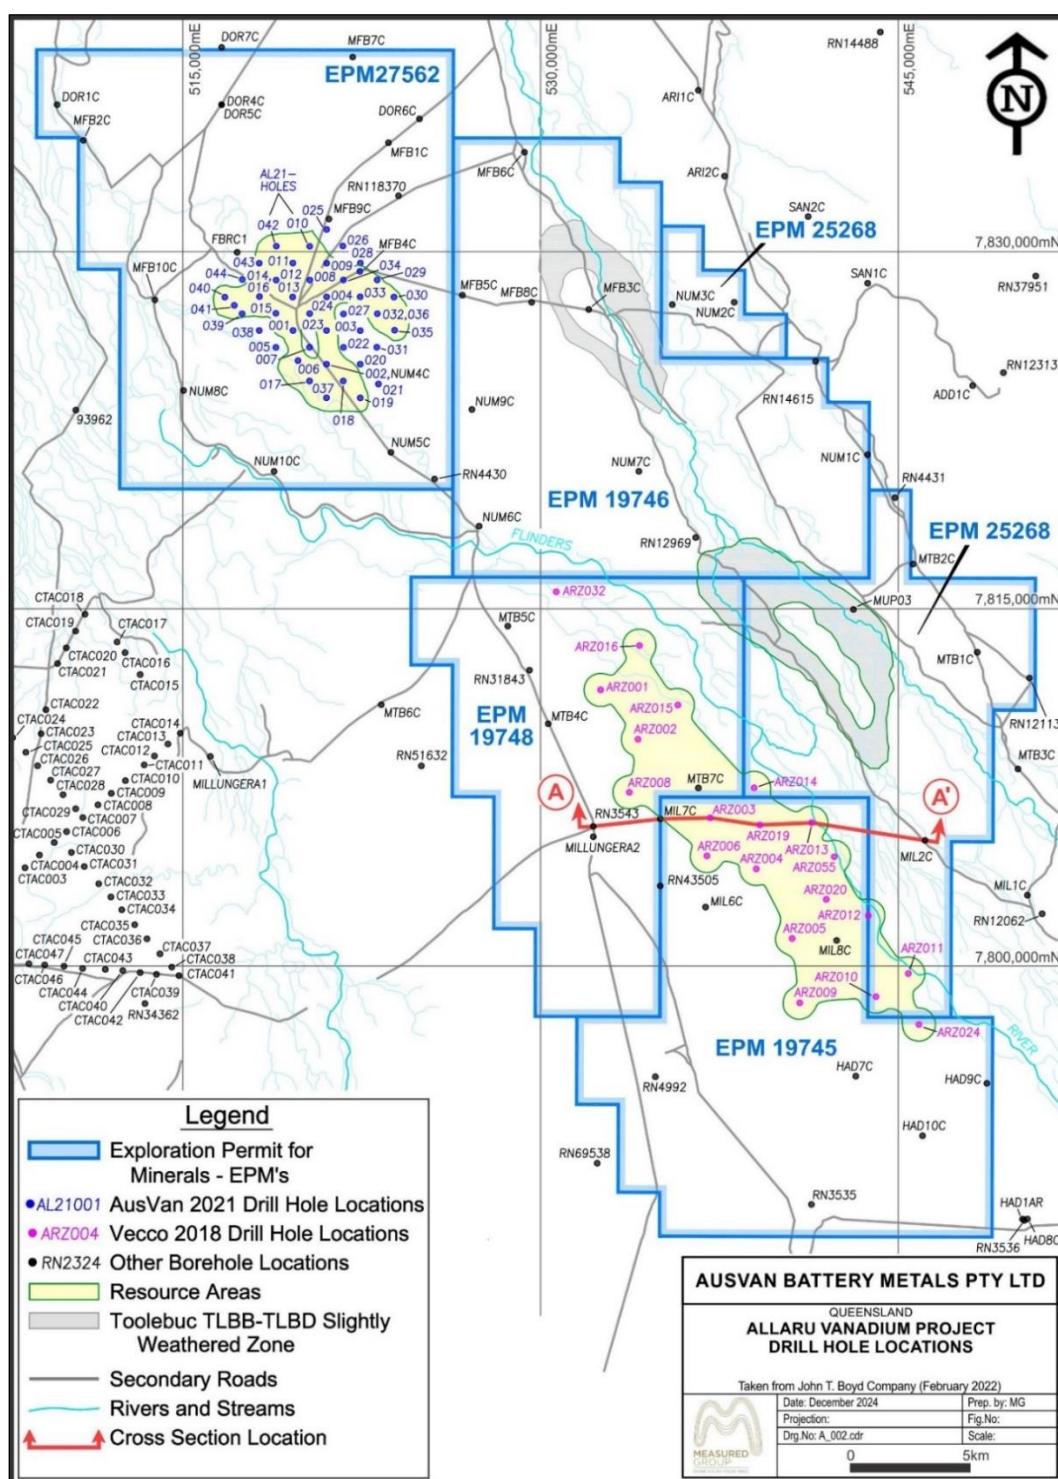 515,000mE
530,000mE
545,000mE
DOR7C
MFB7C
RN14488
EPM27562
DOR1C
DOR4C
DOR5C
MFB2C
DOR6C
MFB1C
ARI1C
N
MFB6C
ARI2C
AL21-
HOLES
RN118370
025
MFB9C
SAN2C
042
010
026
MFB4C
EPM 25268
7,830,000mN
FBRC1
043
011
009
028
034
029
044
014
012
008
MFB10C
040
016
013
004
033
030
MFB5C
MFB8C
MFB3C
NUM3C
NUM2C
SAN1C
RN37951
041
015
024
027
032,036
039
038
001
023
003
035
005
022
031
007
006
020
002,
NUM4C
017
037
021
018
019
RN12313
ADD1C
RN14615
93962
NUM8C
NUM9C
NUM5C
NUM10C
RN4430
NUM7C
NUM1C
RN4431
EPM 19746
NUM6C
FLINDERS
RN12969
EPM 25268
MTB2C
ARZ032
MUP03
7,815,000mN
CTAC018
CTAC019
CTAC017
MTB5C
CTAC020
CTAC016
CTAC021
CTAC015
ARZ016
MTB1C
RN31843
ARZ001
CTAC022
CTAC024
CTAC023
CTAC014
CTAC013
MTB6C
EPM
19748
MTB4C
ARZ015
ARZ002
RN12113
CTAC025
CTAC012
CTAC026
CTAC011
MILLUNGERA1
RN51632
MTB3C
CTAC027
CTAC010
CTAC028
CTAC009
MTB7C
ARZ014
ARZ008
CTAC029
CTAC008
CTAC007
A
RN3543
MIL7C
ARZ003
A'
CTAC005
CTAC006
MILLUNGERA2
ARZ019
CTAC030
ARZ006
ARZ004
ARZ013
ARZ055
MIL2C
CTAC004
CTAC031
CTAC003
CTAC032
RN43505
MIL6C
ARZ020
MIL1C
CTAC033
CTAC034
ARZ012
RN12062
CTAC035
CTAC036
ARZ005
MIL8C
CTAC045
CTAC037
CTAC047
CTAC043
CTAC038
ARZ011
7,800,000mN
CTAC046
CTAC041
CTAC044
CTAC039
ARZ010
CTAC040
ARZ009
CTAC042
RN34362
ARZ024
RIVER
EPM 19745
RN4992
HAD7C
HAD9C
HAD10C
RN69538
RN3535
HAD1AR
RN3536
HAD8C
Legend
Exploration Permit for
Minerals - EPM's
AL21001 AusVan 2021 Drill Hole Locations
ARZ004 Vecco 2018 Drill Hole Locations
RN2324 Other Borehole Locations
Resource Areas
Toolebuc TLBB-TLBD Slightly
Weathered Zone
Secondary Roads
Rivers and Streams
Cross Section Location
AUSVAN BATTERY METALS PTY LTD
QUEENSLAND
ALLARU VANADIUM PROJECT
DRILL HOLE LOCATIONS
Taken from John T. Boyd Company (February 2022)
Date: December 2024
Prep. by: MG
Projection:
Fig.No:
Drg.No: A_002.cdr
Scale:
MEASURED
GROUP
0
5km